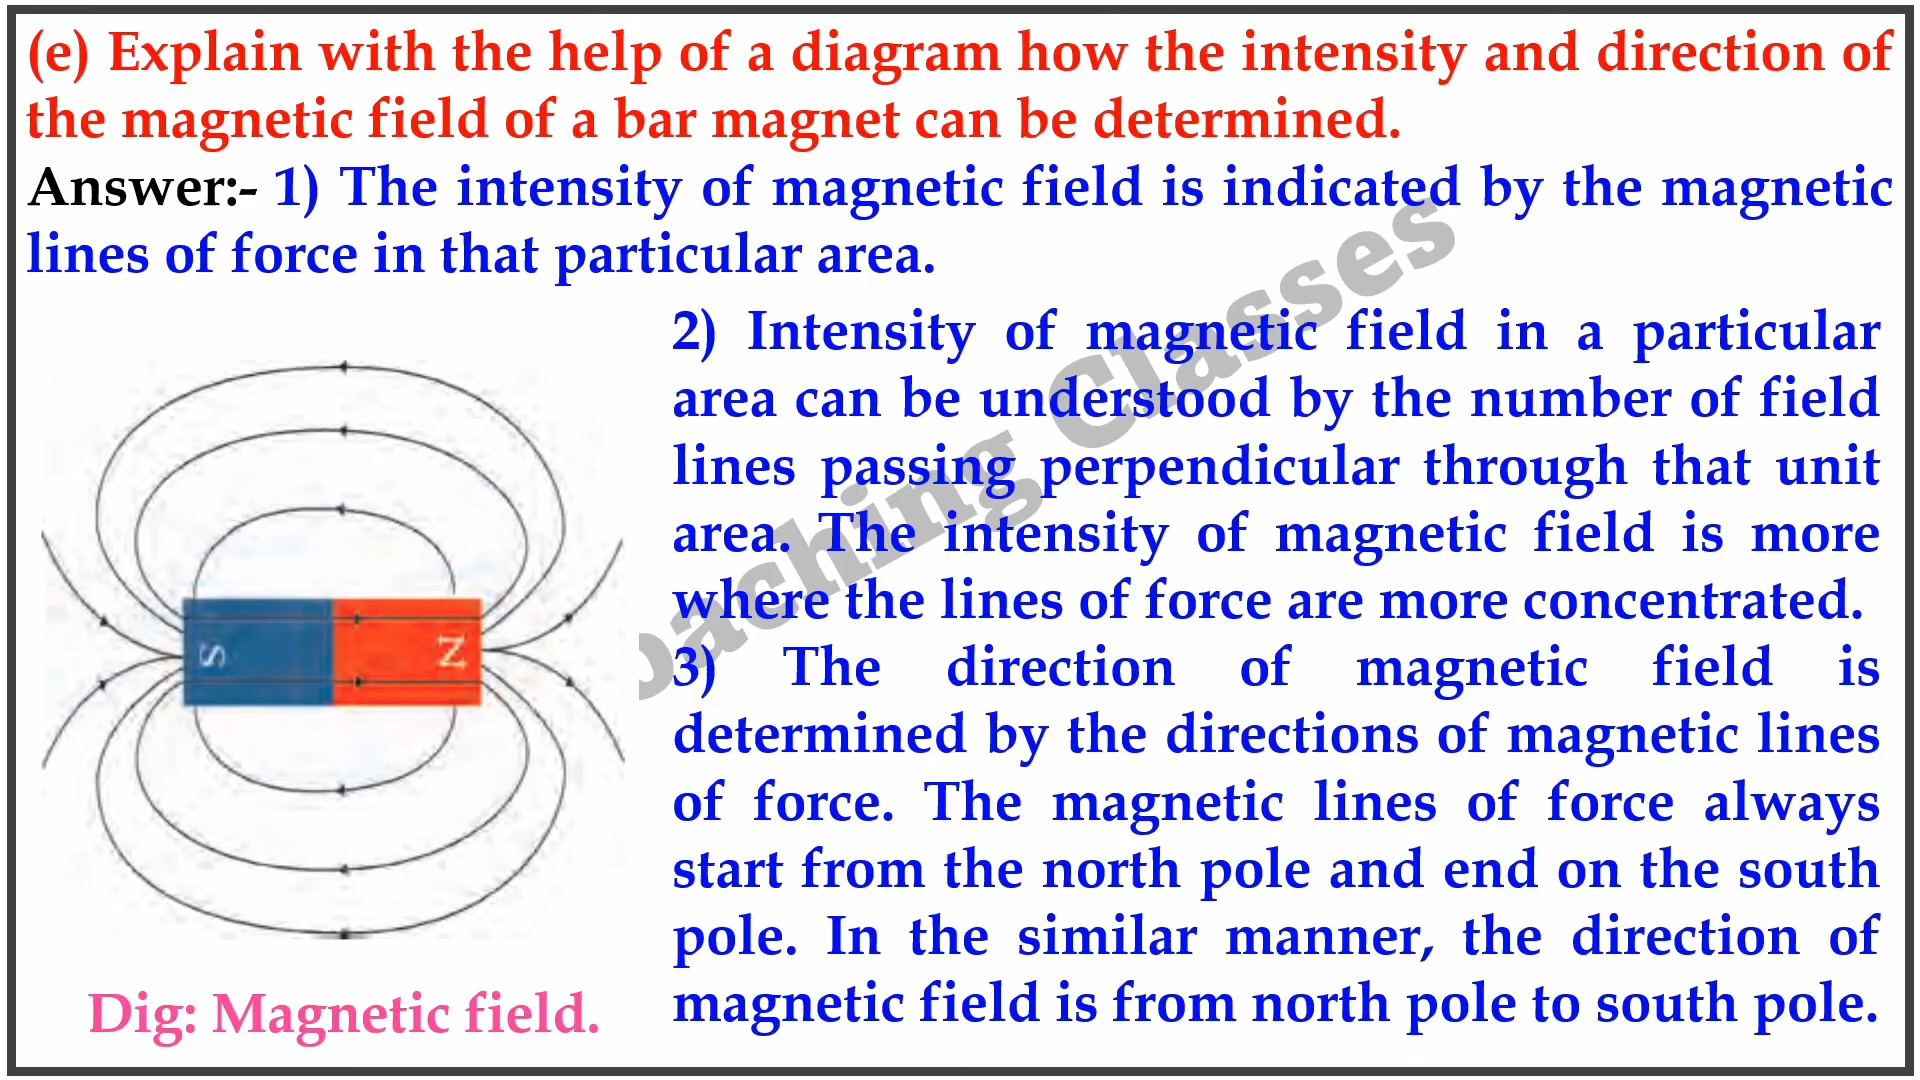 (e) Explain with the help of a diagram how the intensity and direction of
the magnetic field of a bar magnet can be determined.
Answer:- 1) The intensity of magnetic field is indicated by the magnetic
lines of force in that particular area.
2) Intensity of magnetic field in a particular
area can be understood by the number of field
lines passing perpendicular through that unit
area. The intensity of magnetic field is more
where the lines of force are more concentrated.
3) The direction of magnetic field is
determined by the directions of magnetic lines
of force. The magnetic lines of force always
start from the north pole and end on the south
pole. In the similar manner, the direction of
magnetic field is from north pole to south pole.
S
N
Dig: Magnetic field.
oaching Classes